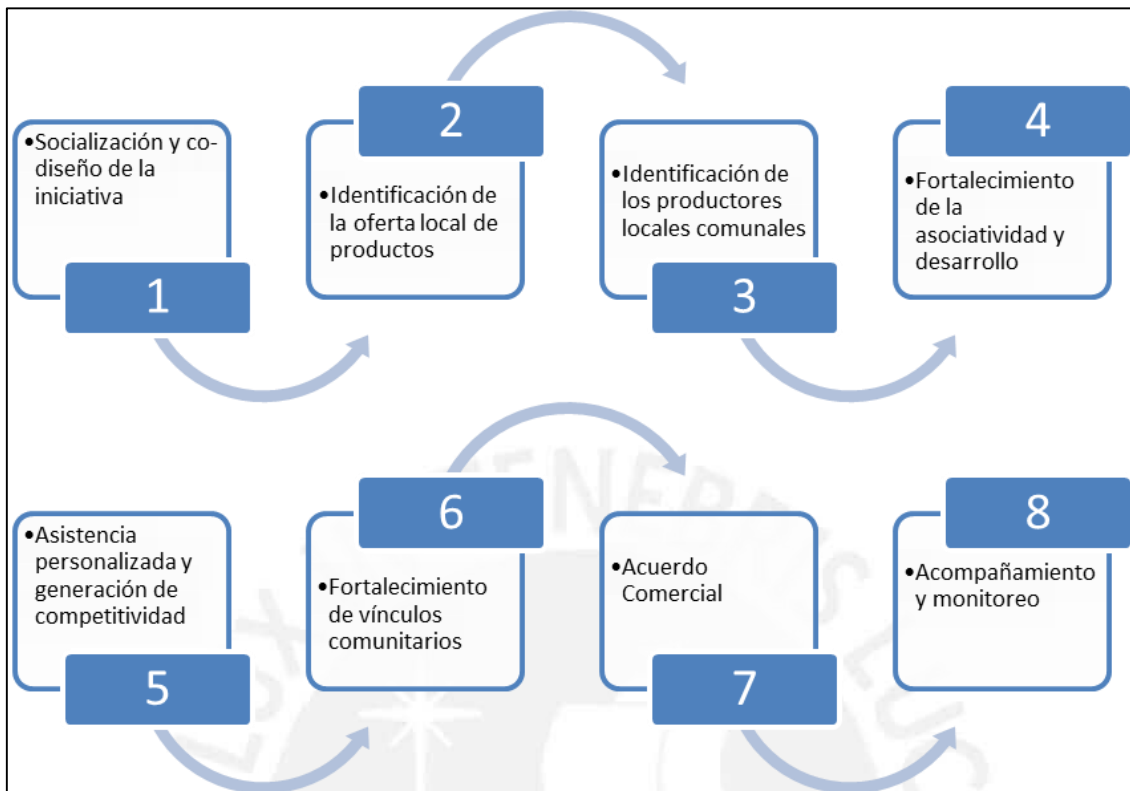 •Socialización y co-
diseño de la
iniciativa
1
2
•Identificación de
la oferta local de
productos
•Identificación de
los productores
locales comunales
3
4
•Fortalecimiento
de la
asociatividad y
desarrollo
•Asistencia
personalizada y
generación de
competitividad
5
6
•Fortalecimiento
de vínculos
comunitarios
•Acuerdo
Comercial
7
8
•Acompañamiento
y monitoreo